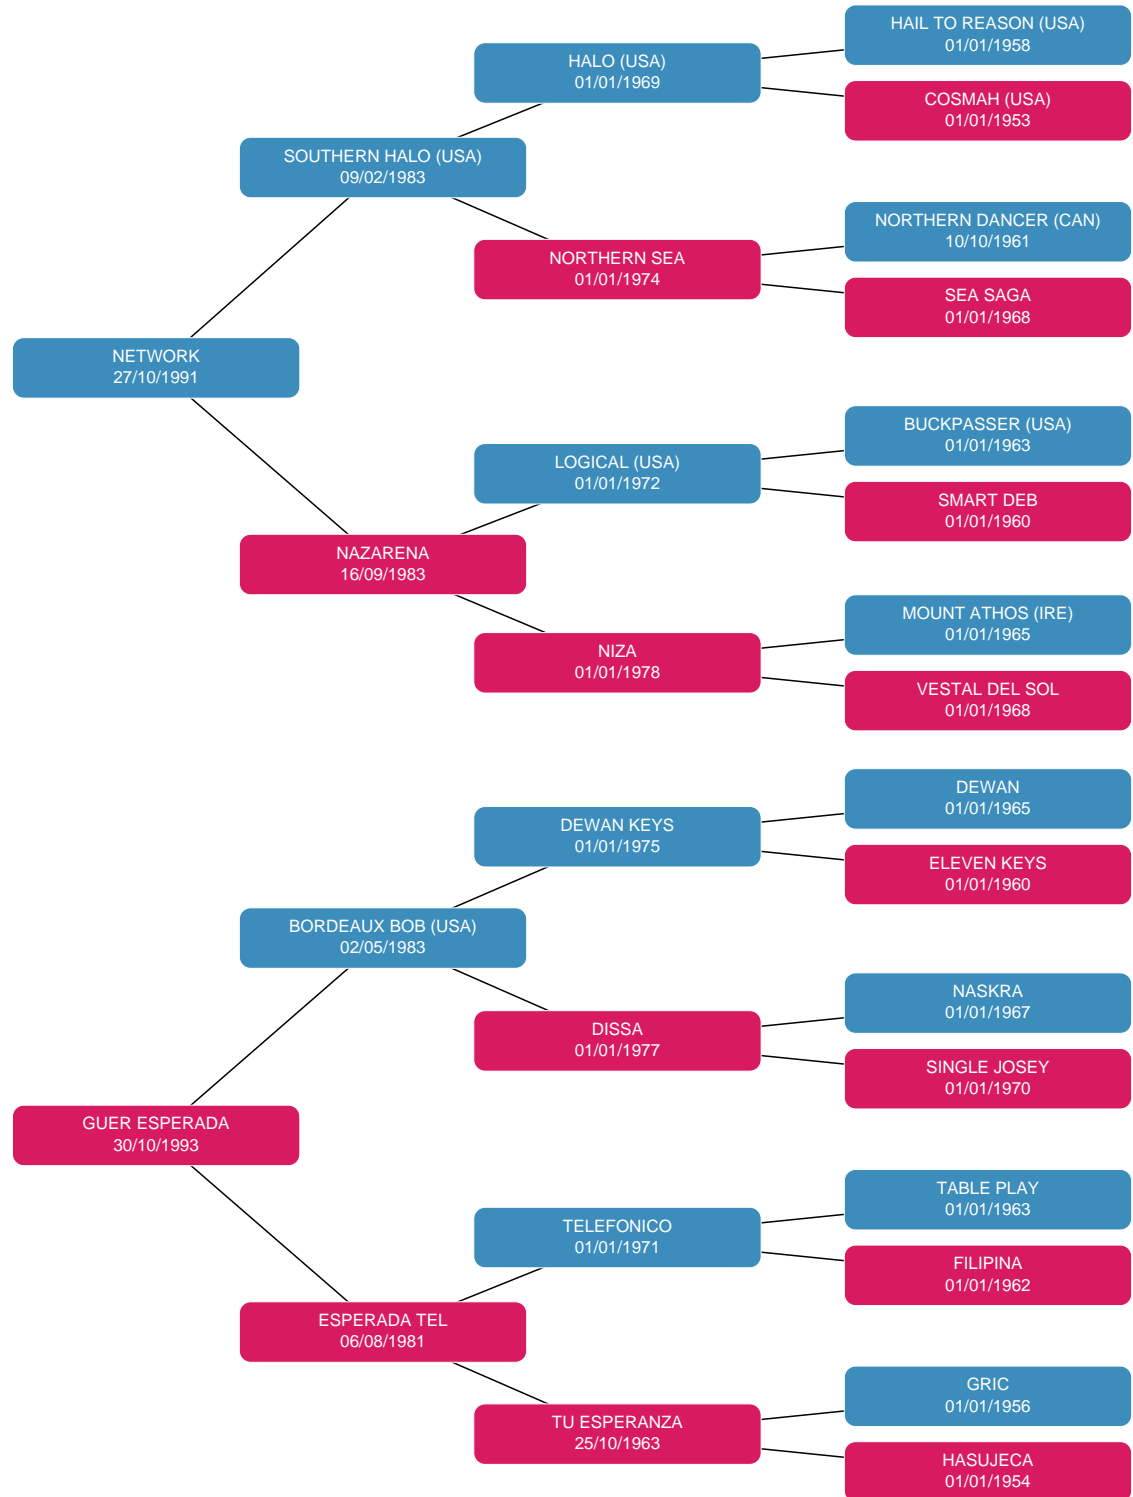 HAIL TO REASON (USA)
01/01/1958
HALO (USA)
01/01/1969
COSMAH (USA)
01/01/1953
SOUTHERN HALO (USA)
09/02/1983
NORTHERN DANCER (CAN)
10/10/1961
NORTHERN SEA
01/01/1974
SEA SAGA
01/01/1968
NETWORK
27/10/1991
BUCKPASSER (USA)
01/01/1963
LOGICAL (USA)
01/01/1972
SMART DEB
01/01/1960
NAZARENA
16/09/1983
MOUNT ATHOS (IRE)
01/01/1965
NIZA
01/01/1978
VESTAL DEL SOL
01/01/1968
DEWAN
01/01/1965
DEWAN KEYS
01/01/1975
ELEVEN KEYS
01/01/1960
BORDEAUX BOB (USA)
02/05/1983
NASKRA
01/01/1967
DISSA
01/01/1977
SINGLE JOSEY
01/01/1970
GUER ESPERADA
30/10/1993
TABLE PLAY
01/01/1963
TELEFONICO
01/01/1971
FILIPINA
01/01/1962
ESPERADA TEL
06/08/1981
GRIC
01/01/1956
TU ESPERANZA
25/10/1963
HASUJECA
01/01/1954